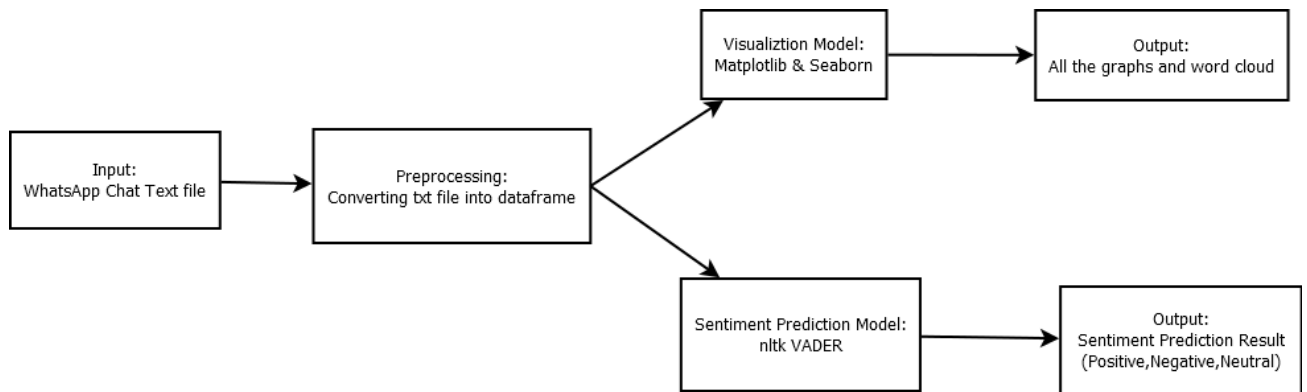 Input:
WhatsApp Chat Text file
Preprocessing:
Converting txt file into dataframe
Visualiztion Model:
Matplotlib & Seaborn
Output:
All the graphs and word cloud
Sentiment Prediction Model:
nltk VADER
Output:
Sentiment Prediction Result
(Positive,Negative,Neutral)